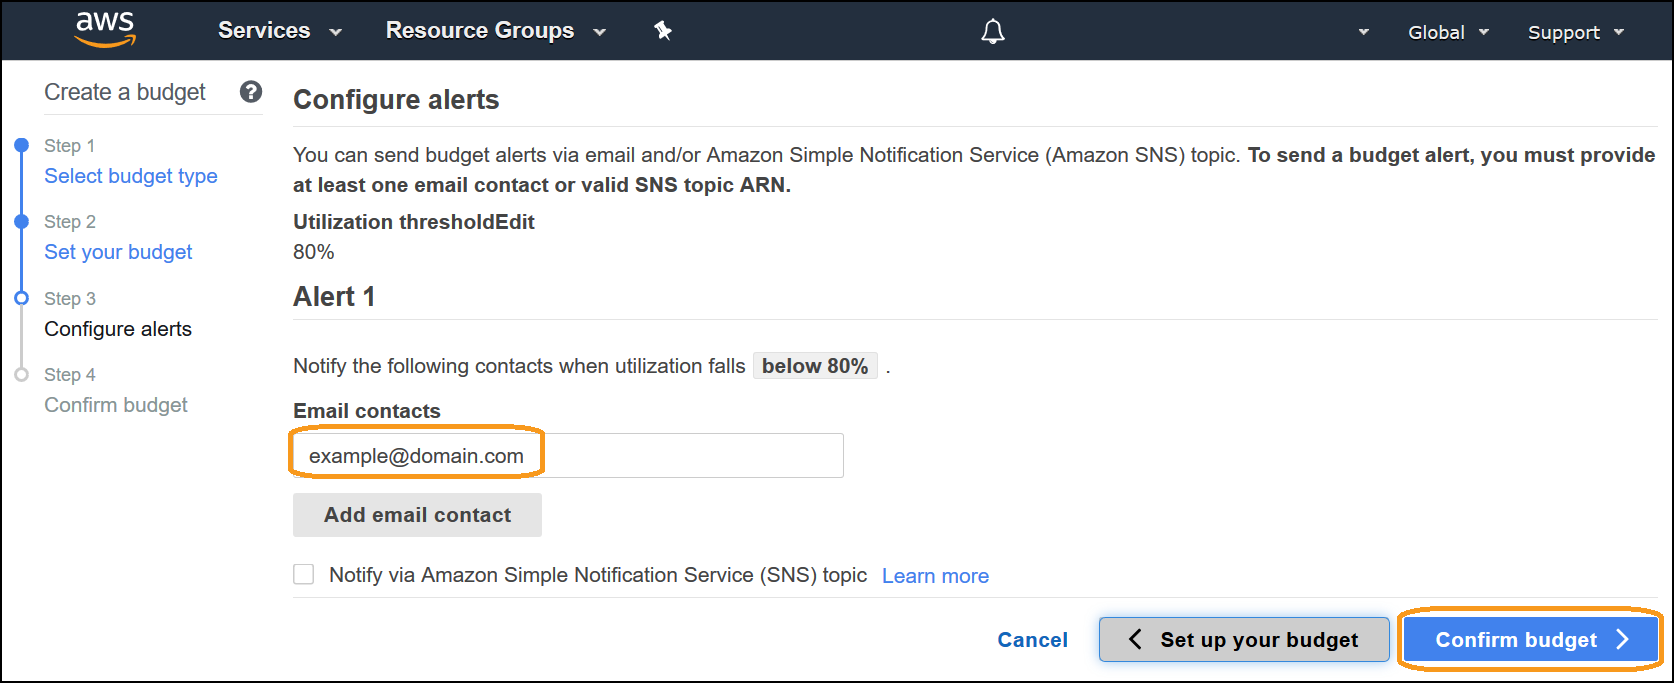 aws
Services
Resource Groups
Global
Support
Create a budget
?
Step 1
Select budget type
Step 2
Set your budget
Step 3
Configure alerts
Step 4
Confirm budget
Configure alerts
You can send budget alerts via email and/or Amazon Simple Notification Service (Amazon SNS) topic. To send a budget alert, you must provide
at least one email contact or valid SNS topic ARN.
Utilization thresholdEdit
80%
Alert 1
Notify the following contacts when utilization falls below 80% .
Email contacts
example@domain.com
Add email contact
Notify via Amazon Simple Notification Service (SNS) topic Learn more
Cancel
Set up your budget
Confirm budget